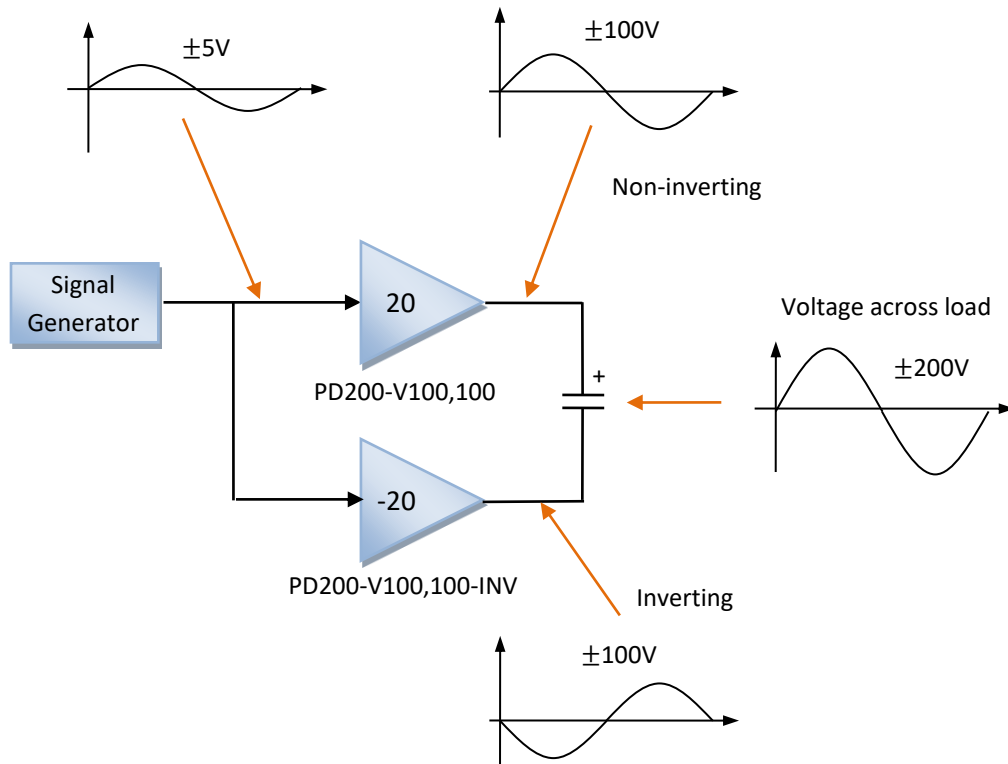 ±5V
±100V
Non-inverting
Signal
Generator
20
Voltage across load
±200V
PD200-V100,100
+
-20
PD200-V100,100-INV
Inverting
±100V